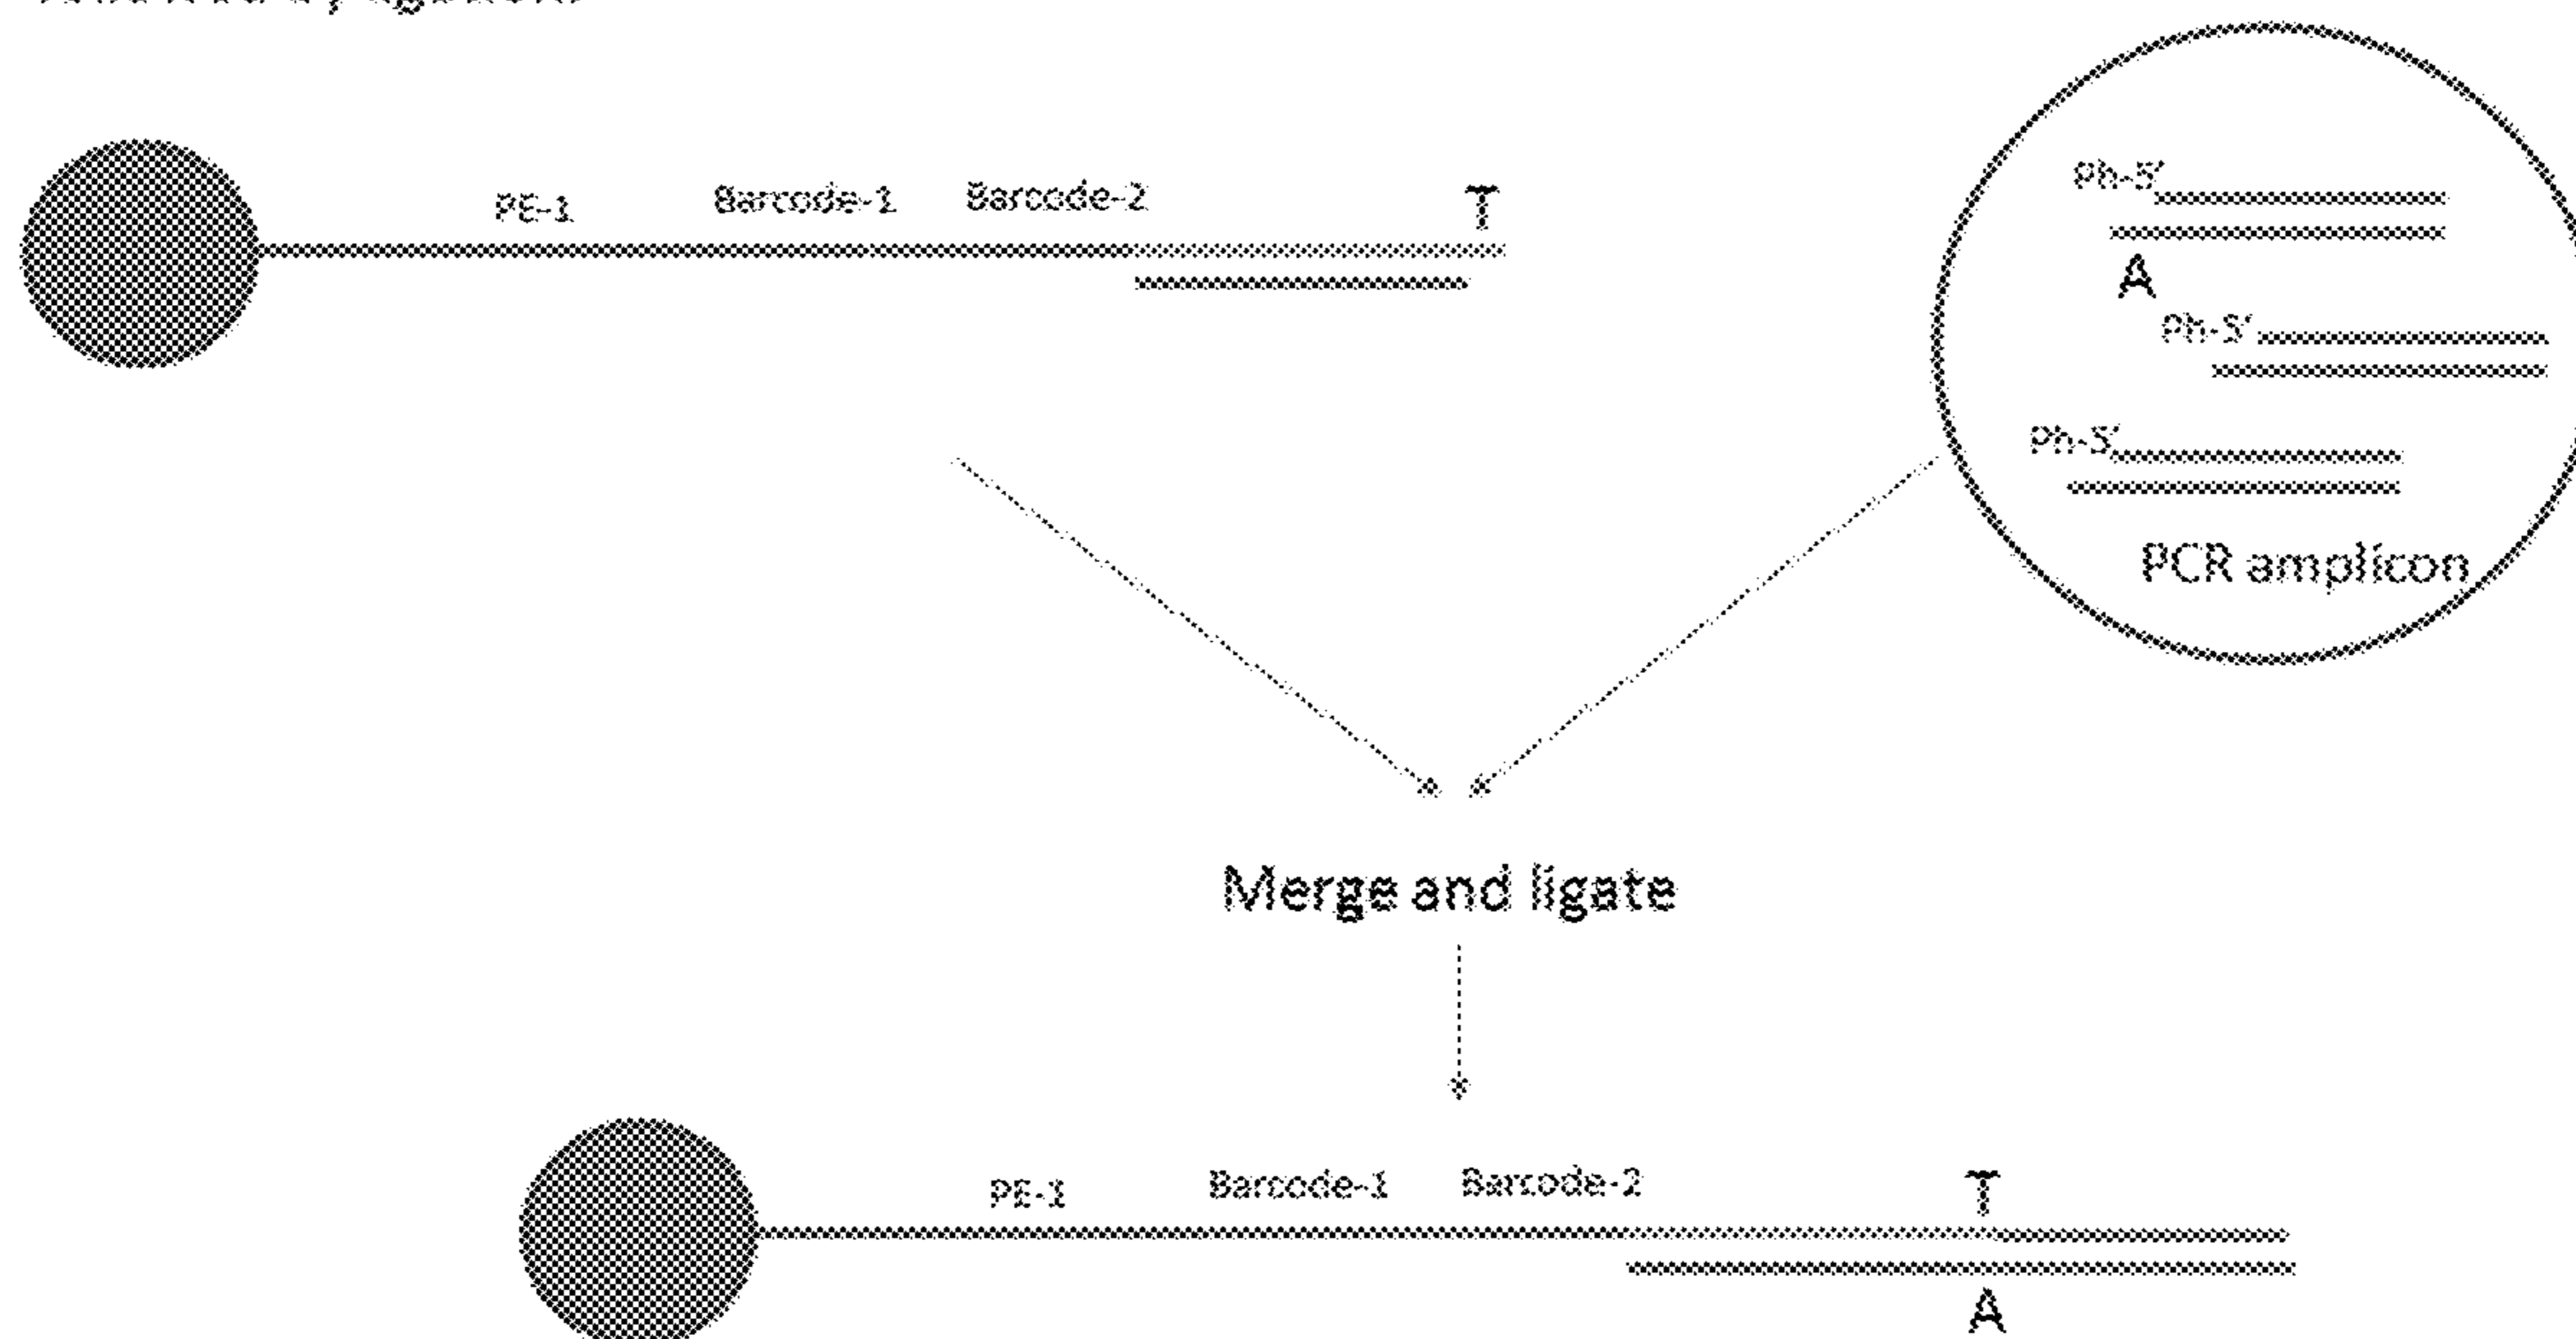 PE-1
Barcode-1
Barcode-2
T
Ph-5'
A
Ph-5'
Ph-5'
PCR amplicon
Merge and ligate
PE-1
Barcode-1
Barcode-2
T
A